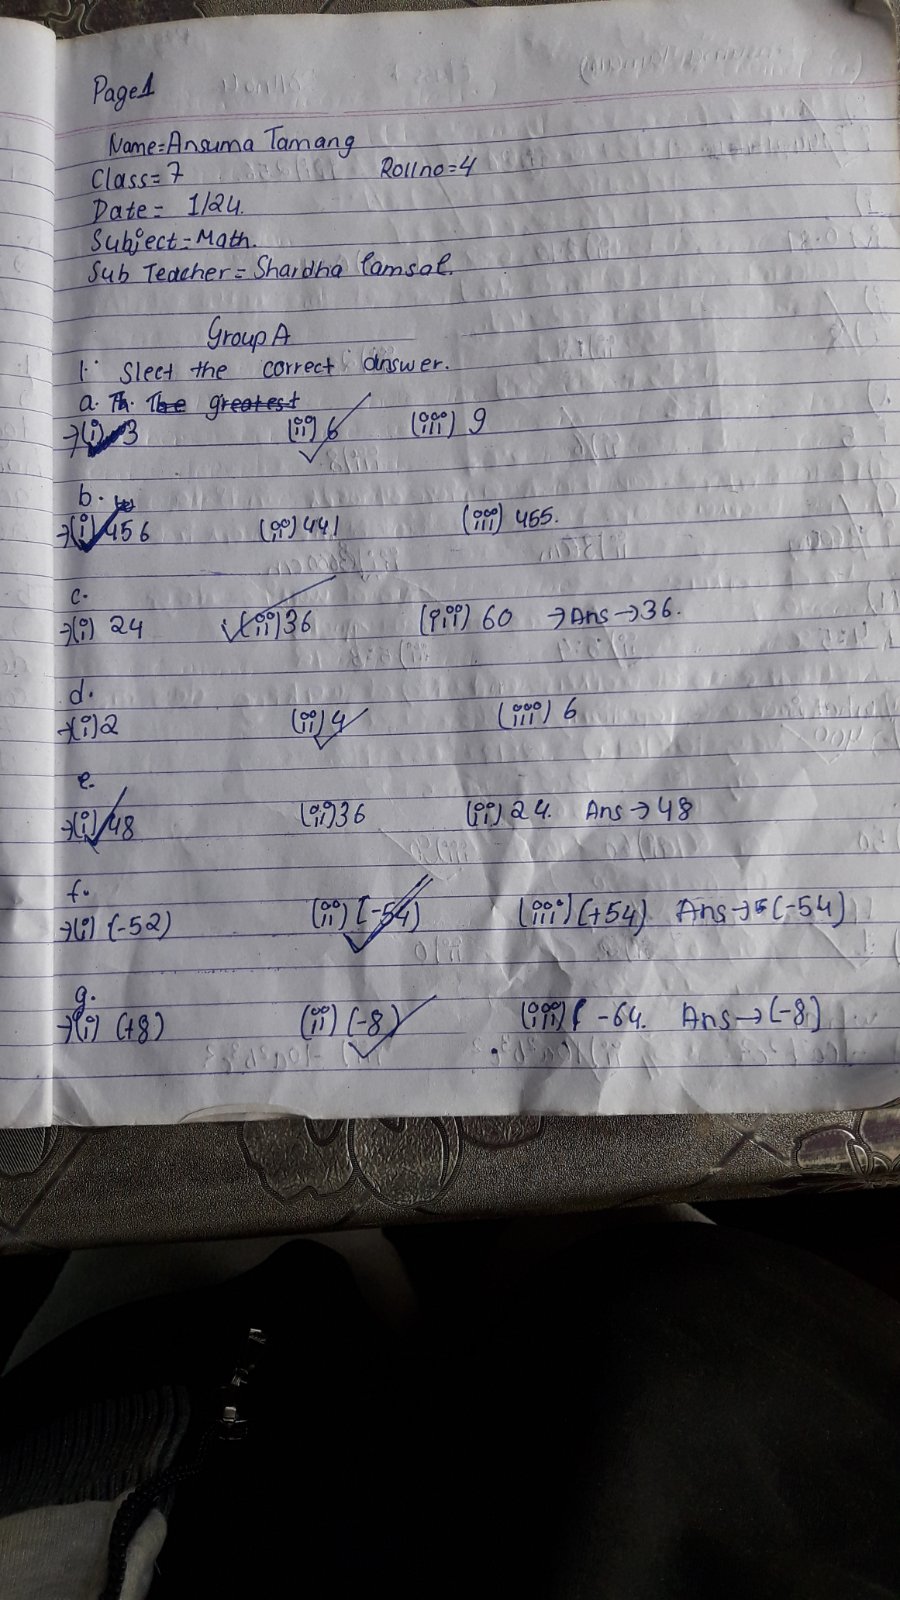 Page1
Name=Ansuma Tamang
Class=7 Rollno=4
Date= 1/24.
Subject=Math.
Sub Teacher=Shardha lamsal.
Group A
1. Slect the correct answer.
a. Th. The greatest
→(i) 3 (ii) 6 (iii) 9
b.
→(i) 456 (ii) 441 (iii) 455.
c.
→(i) 24 (ii) 36 (iii) 60 →Ans→36.
d.
→(i) 2 (ii) 4 (iii) 6
e.
→(i) 48 (ii) 36 (ii) 24. Ans→48
f.
→(i) (-52) (ii) (-54) (iii) (+54) Ans→(-54)
g.
→(i) (+8) (ii) (-8) (iii) -64. Ans→(-8)